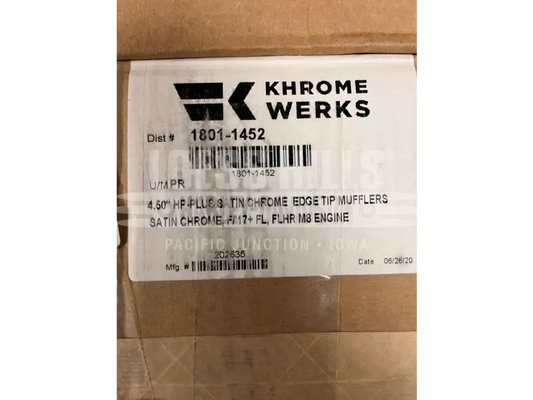 KHROME
WERKS
Dist # 1801-1452
1801-1452
U/M PR
4.50" HP-PLUS SATIN CHROME EDGE TIP MUFFLERS
SATIN CHROME, F/17+ FL, FLHR M8 ENGINE
PACIFIC JUNCTION • IOWA
202635
Mfg. # Date 06/26/20